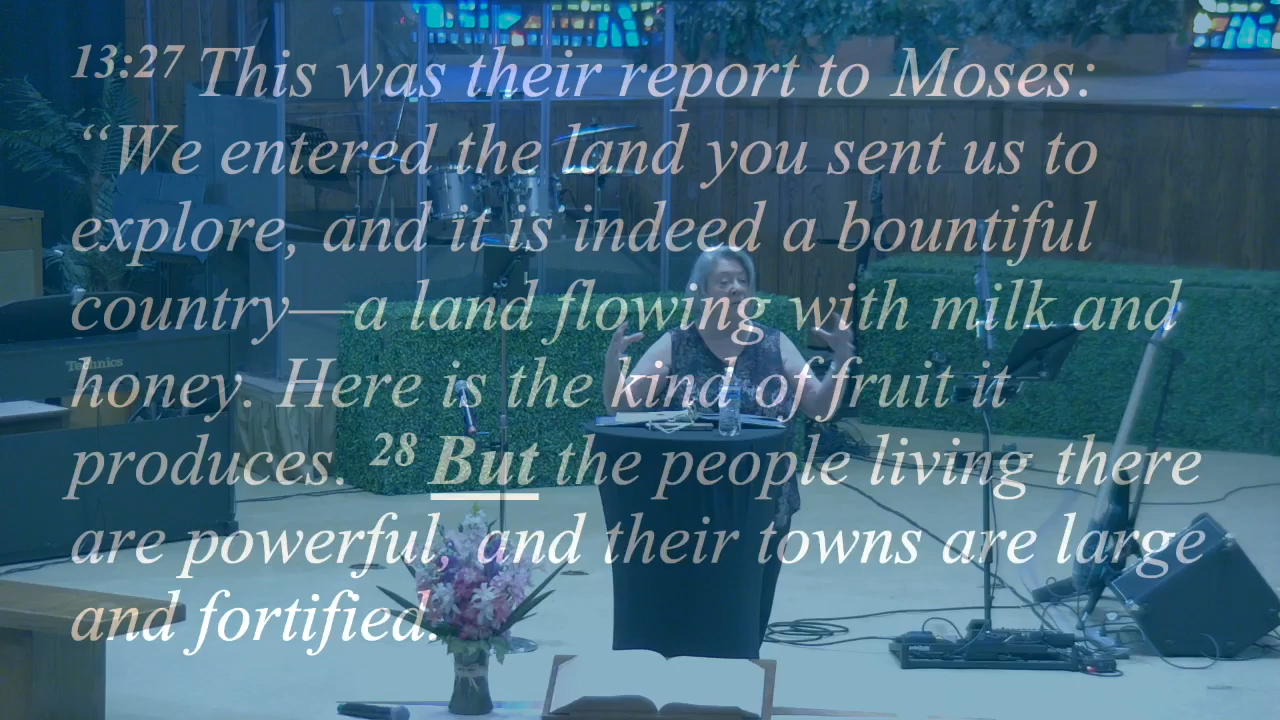 13:27 This was their report to Moses:
“We entered the land you sent us to
explore, and it is indeed a bountiful
country—a land flowing with milk and
honey. Here is the kind of fruit it
produces. 28 But the people living there
are powerful, and their towns are large
and fortified.
Technics